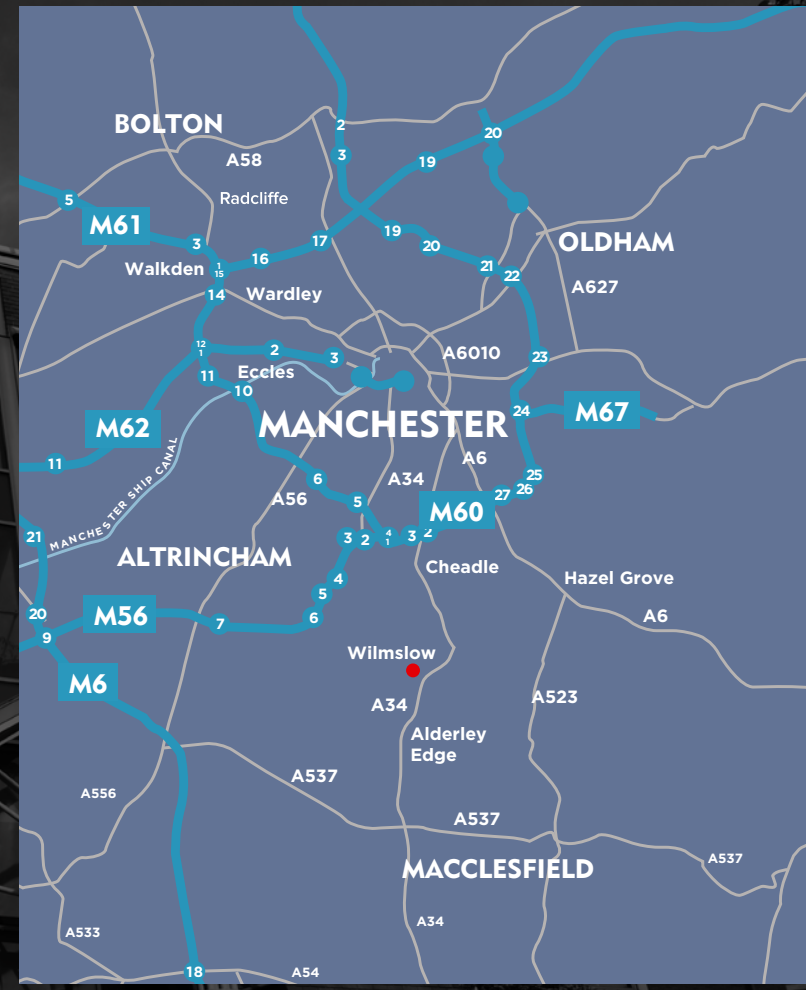 2
BOLTON
20
3
A58
19
5
Radcliffe
M61
19
OLDHAM
3
17
20
16
Walkden
1
15
21
22
A627
14
Wardley
12
1
2
3
A6010
23
Eccles
11
10
24
M67
M62
MANCHESTER
A6
11
6
A34
25
26
27
A56
5
M60
MANCHESTER SHIP CANAL
21
3
2
4
1
3
2
ALTRINCHAM
Cheadle
4
Hazel Grove
5
20
M56
7
6
A6
9
Wilmslow
M6
A523
A34
Alderley
Edge
A537
A556
A537
A537
MACCLESFIELD
A34
A533
18
A54